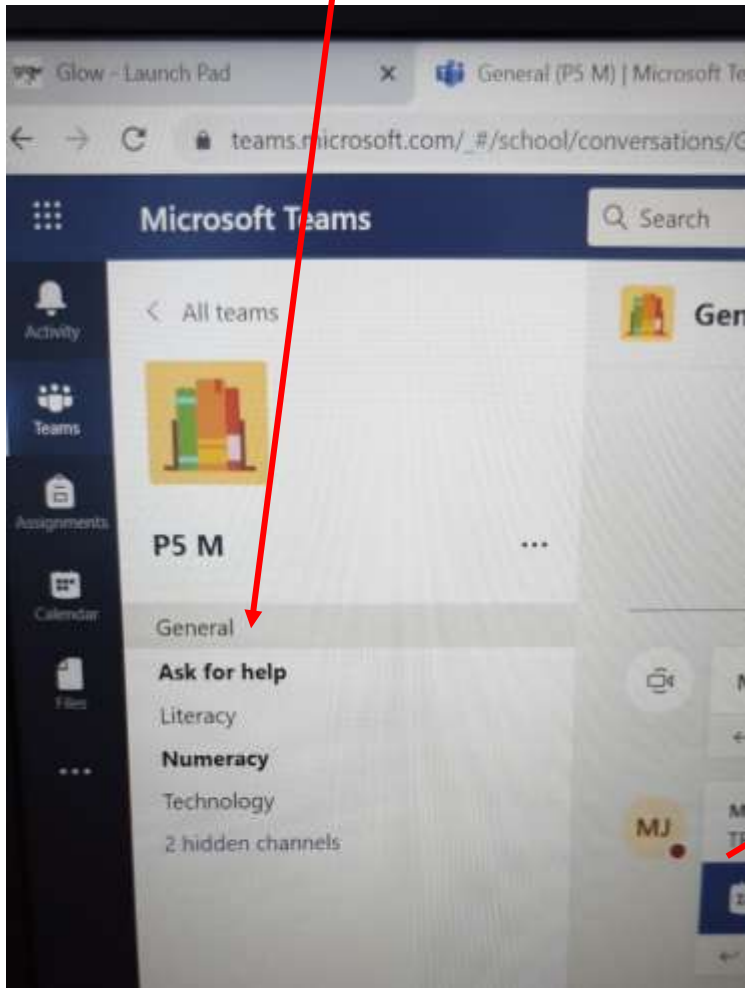 Glow - Launch Pad
General (P5 M) | Microsoft Te
teams.microsoft.com/_#/school/conversations/G
Microsoft Teams
Search
Activity
Teams
Assignments
Calendar
Files
All teams
P5 M
General
Ask for help
Literacy
Numeracy
Technology
2 hidden channels
Gen
MJ